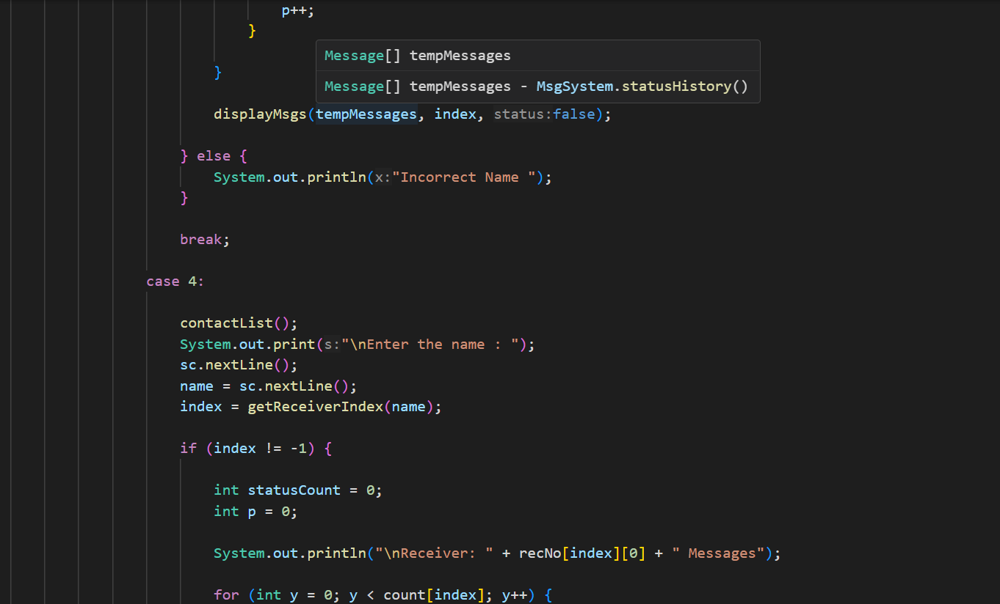 p++;
}
Message[] tempMessages
}
Message[] tempMessages - MsgSystem.statusHistory()
displayMsgs(tempMessages, index, status:false);
} else {
System.out.println(x:"Incorrect Name ");
}
break;
case 4:
contactList();
System.out.print(s:"\nEnter the name : ");
sc.nextLine();
name = sc.nextLine();
index = getReceiverIndex(name);
if (index != -1) {
int statusCount = 0;
int p = 0;
System.out.println("\nReceiver: " + recNo[index][0] + " Messages");
for (int y = 0; y < count[index]; y++) {